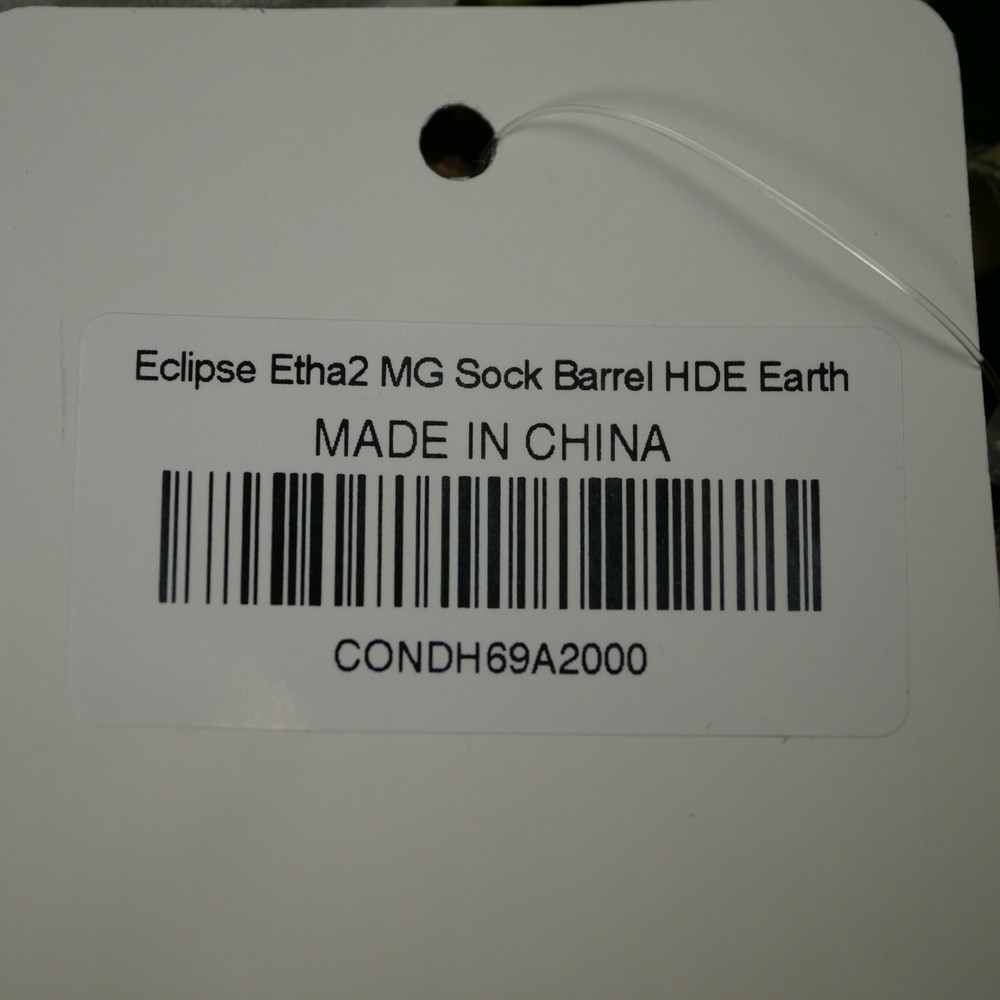 Eclipse Etha2 MG Sock Barrel HDE Earth
MADE IN CHINA
CONDH69A2000